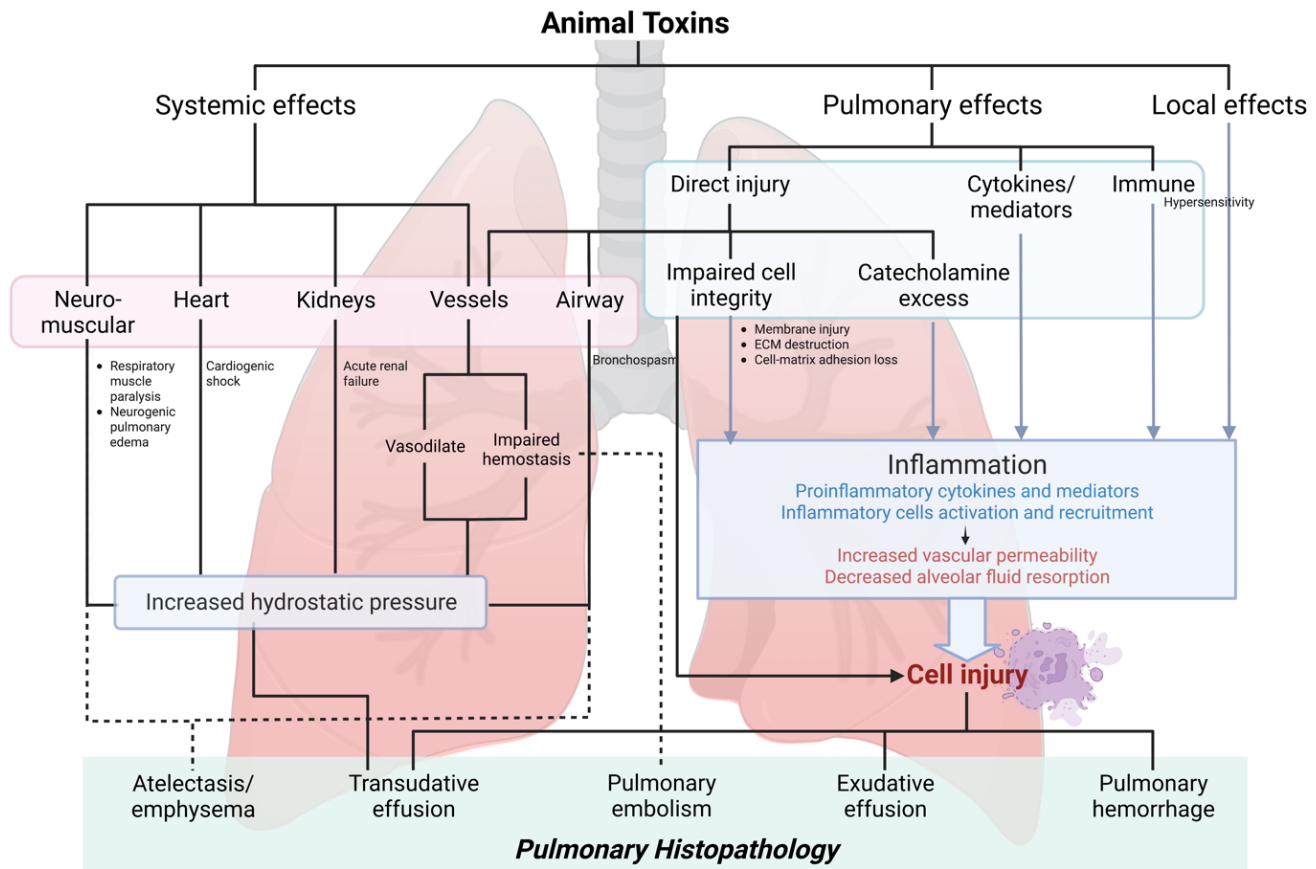 Animal Toxins
Systemic effects
Pulmonary effects
Local effects
Direct injury
Cytokines/
mediators
Immune
Hypersensitivity
Neuro-
muscular
Heart
Kidneys
Vessels
Airway
Impaired cell
integrity
Catecholamine
excess
• Respiratory
muscle
paralysis
• Neurogenic
pulmonary
edema
Cardiogenic
shock
Acute renal
failure
Bronchospasm
• Membrane injury
• ECM destruction
• Cell-matrix adhesion loss
Vasodilate
Impaired
hemostasis
Inflammation
Proinflammatory cytokines and mediators
Inflammatory cells activation and recruitment
Increased vascular permeability
Decreased alveolar fluid resorption
Increased hydrostatic pressure
Cell injury
Atelectasis/
emphysema
Transudative
effusion
Pulmonary
embolism
Exudative
effusion
Pulmonary
hemorrhage
Pulmonary Histopathology